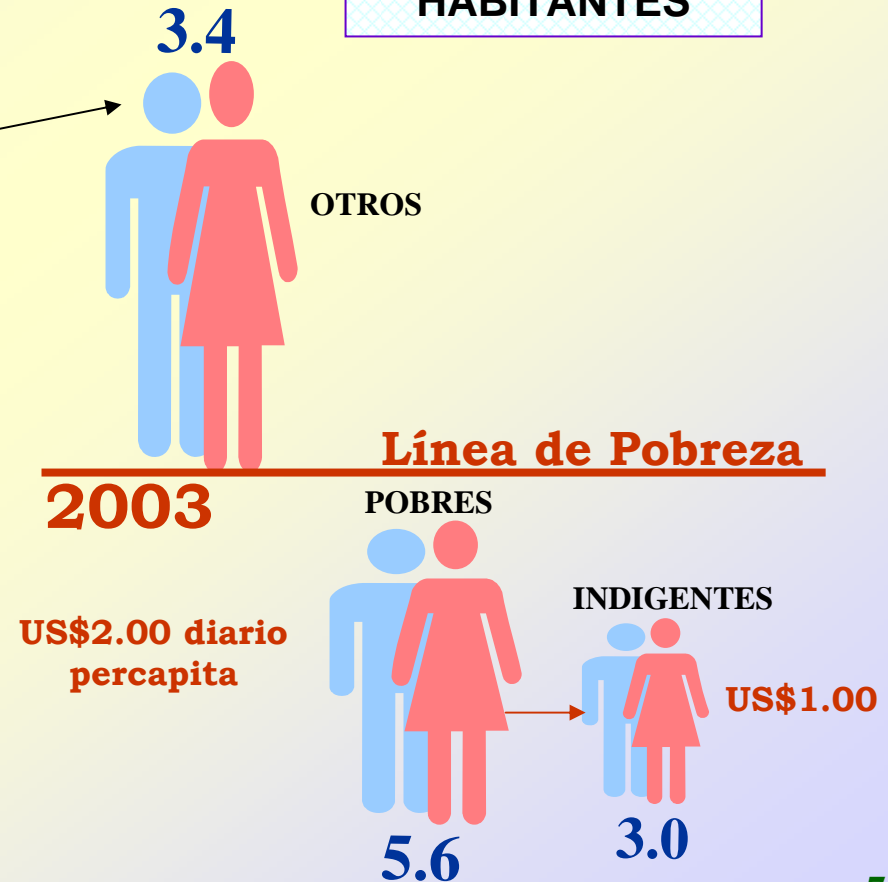 HABITANTES
3.4
OTROS
Línea de Pobreza
2003
POBRES
INDIGENTES
US$2.00 diario
percapita
US$1.00
3.0
5.6